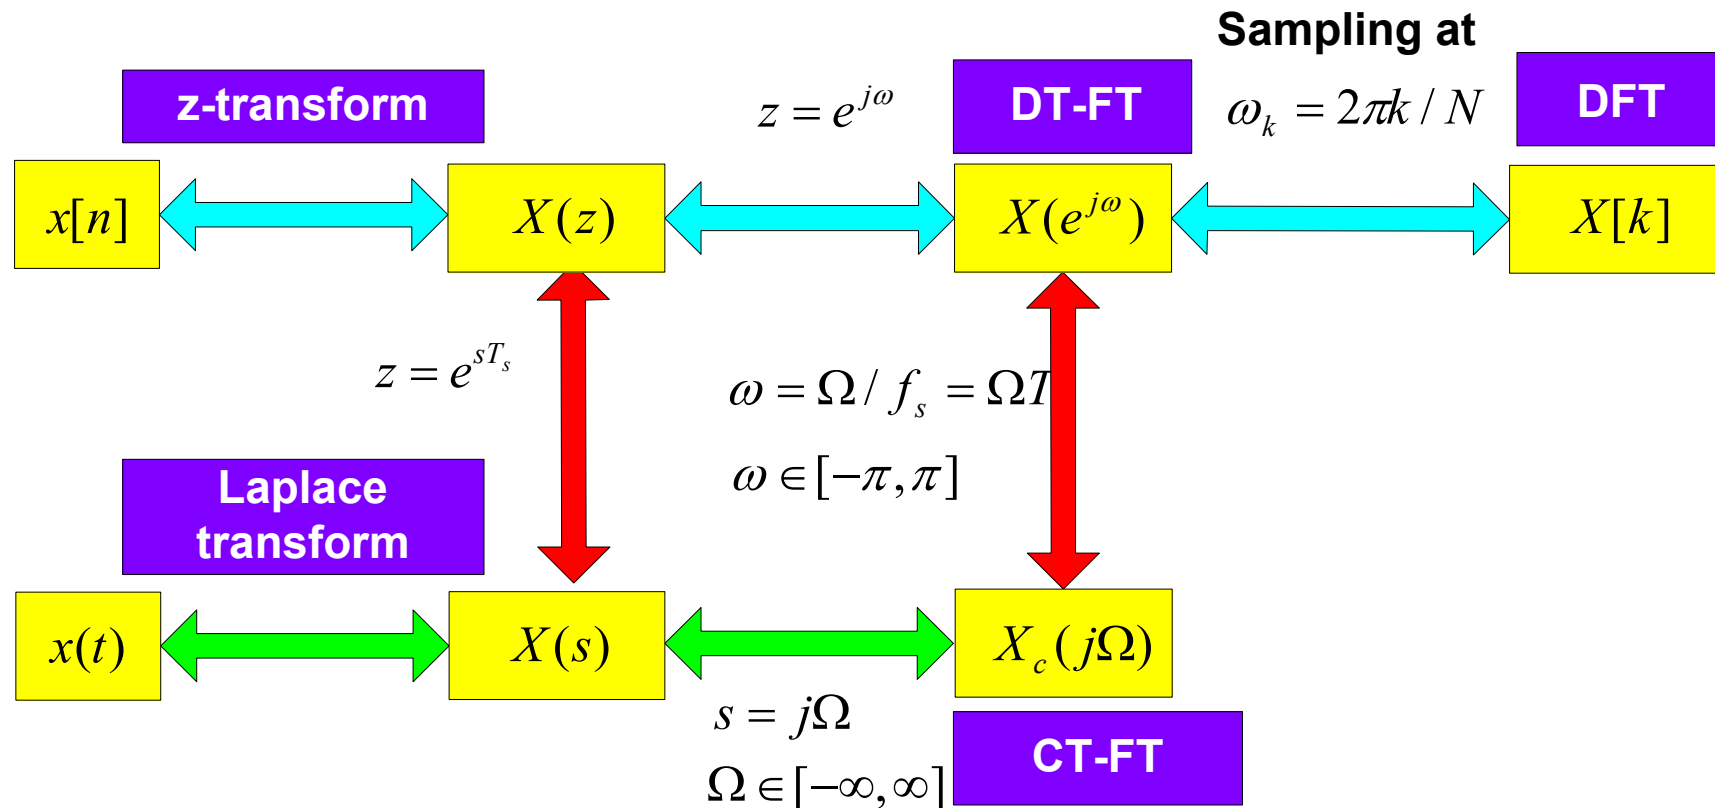 Sampling at
z-transform
z = e^{jω}
DT-FT
ω_k = 2πk / N
DFT
x[n]
X(z)
X(e^{jω})
X[k]
z = e^{sT_s}
ω = Ω / f_s = ΩT
ω ∈ [−π, π]
Laplace
transform
x(t)
X(s)
X_c(jΩ)
s = jΩ
CT-FT
Ω ∈ [−∞, ∞]